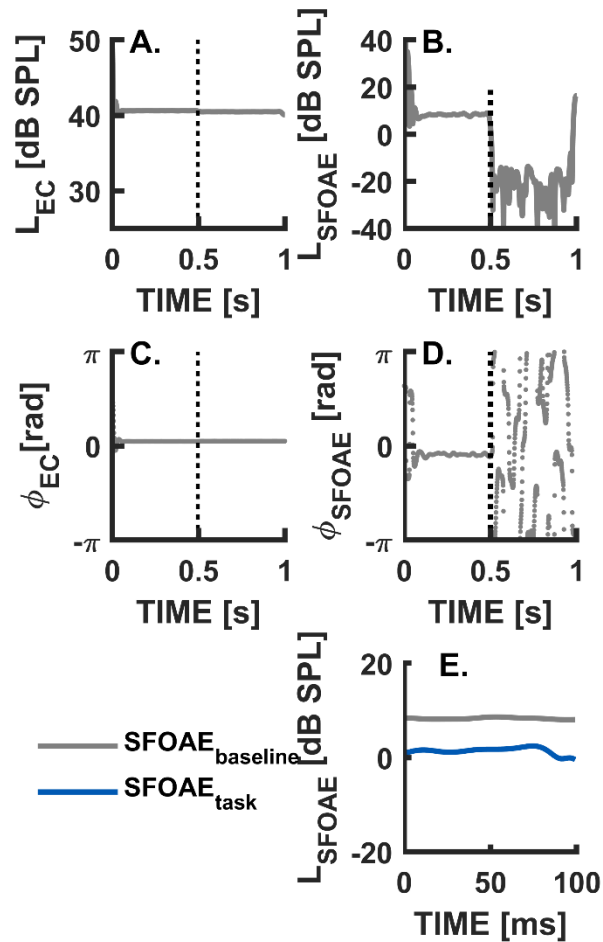 A.
B.
L_EC [dB SPL]
50
40
30
0
0.5
1
TIME [s]
L_SFOAE [dB SPL]
40
20
0
-20
-40
0
0.5
1
TIME [s]
C.
D.
ϕ_EC[rad]
π
0
-π
0
0.5
1
TIME [s]
ϕ_SFOAE [rad]
π
0
-π
0
0.5
1
TIME [s]
SFOAE_baseline
SFOAE_task
E.
L_SFOAE [dB SPL]
20
0
-20
0
50
100
TIME [ms]